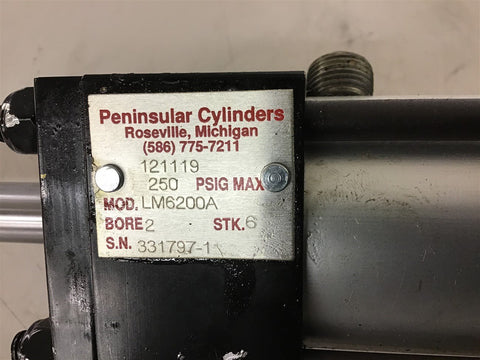 Peninsular Cylinders
Roseville, Michigan
(586) 775-7211
121119
250 PSIG MAX
MOD. LM6200A
BORE 2 STK. 6
S.N. 331797-1